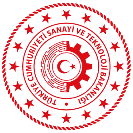 TÜRKİYE CUMHURİYETİ SANAYİ VE TEKNOLOJİ BAKANLIĞI